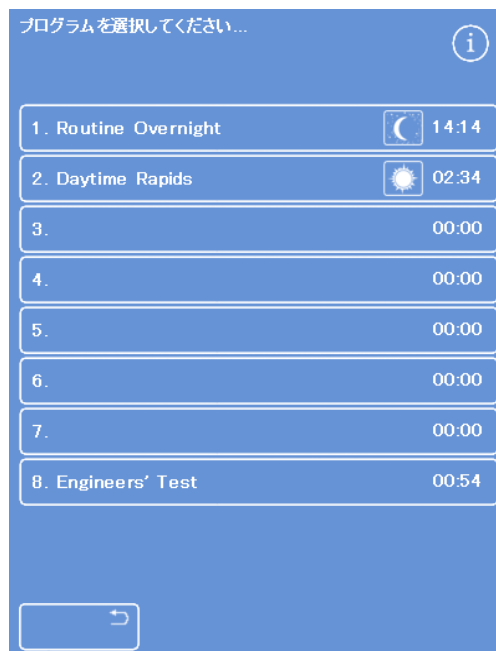 プログラムを選択してください...
i
1. Routine Overnight 14:14
2. Daytime Rapids 02:34
3. 00:00
4. 00:00
5. 00:00
6. 00:00
7. 00:00
8. Engineers' Test 00:54